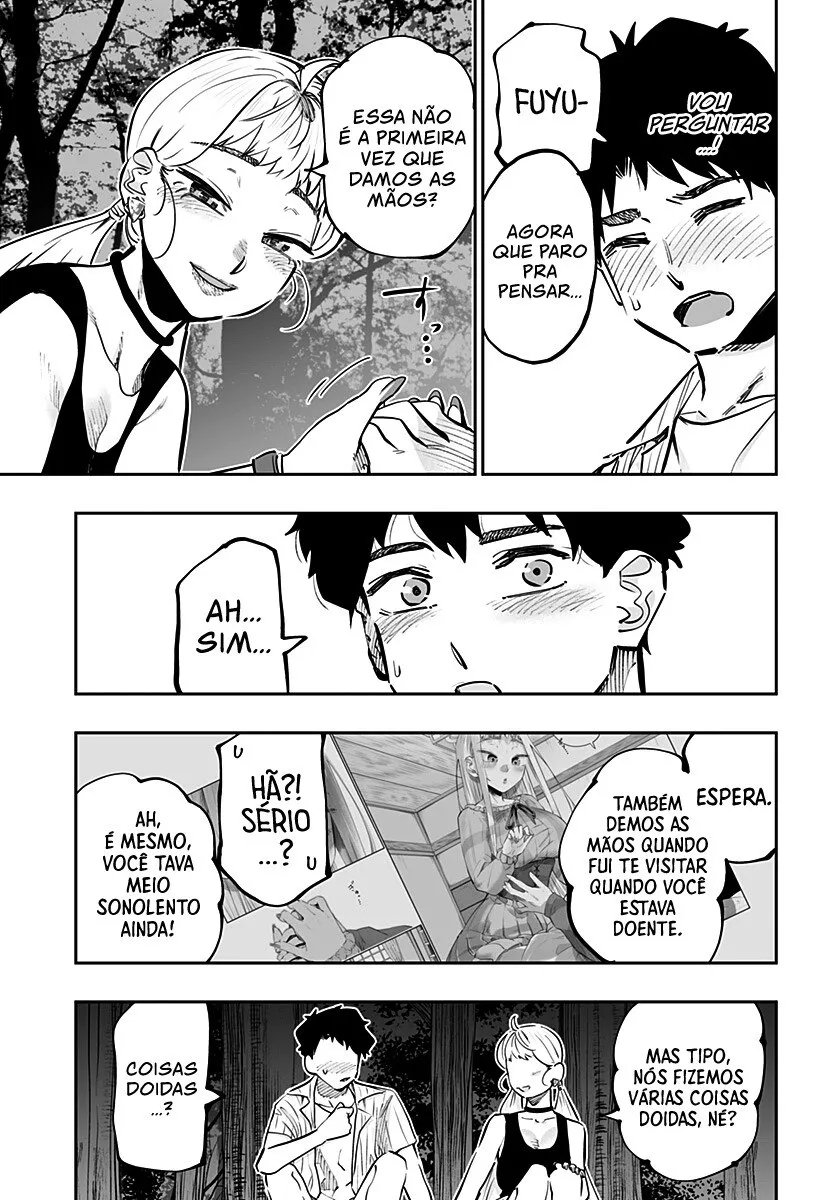 VOU
PERGUNTAR
...!
FUYU-
AGORA
QUE PARO
PRA
PENSAR...
ESSA NÃO
É A PRIMEIRA
VEZ QUE
DAMOS AS
MÃOS?
すっ…
AH...
SIM...
ESPERA.
TAMBÉM
DEMOS AS
MÃOS QUANDO
FUI TE VISITAR
QUANDO VOCÊ
ESTAVA
DOENTE.
HÃ?!
SÉRIO
...?
AH,
É MESMO,
VOCÊ TAVA
MEIO
SONOLENTO
AINDA!
MAS TIPO,
NÓS FIZEMOS
VÁRIAS COISAS
DOIDAS, NÉ?
COISAS
DOIDAS
...?